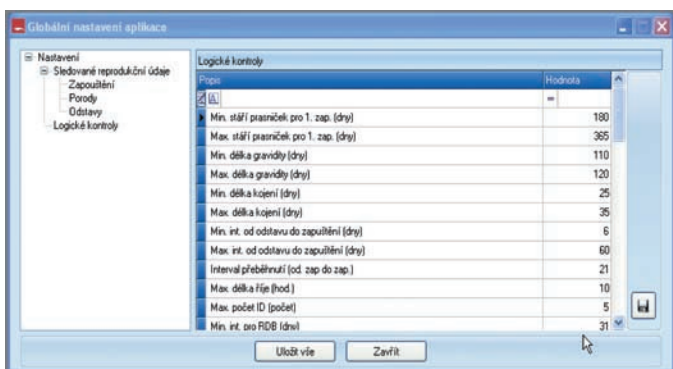 Globální nastavení aplikace
Nastavení
Sledované reprodukční údaje
Zapouštění
Porody
Odstavy
Logické kontroly
Logické kontroly
Popis Hodnota
A =
Min. stáří prasniček pro 1. zap. (dny) 180
Max. stáří prasniček pro 1. zap. (dny) 365
Min. délka gravidity (dny) 110
Max. délka gravidity (dny) 120
Min. délka kojení (dny) 25
Max. délka kojení (dny) 35
Min. int. od odstavu do zapuštění (dny) 6
Max. int. od odstavu do zapuštění (dny) 60
Interval přeběhnutí (od. zap do zap.) 21
Max. délka říje (hod.) 10
Max. počet ID (počet) 5
Min. int. pro RDB (dny) 31
Uložit vše Zavřít